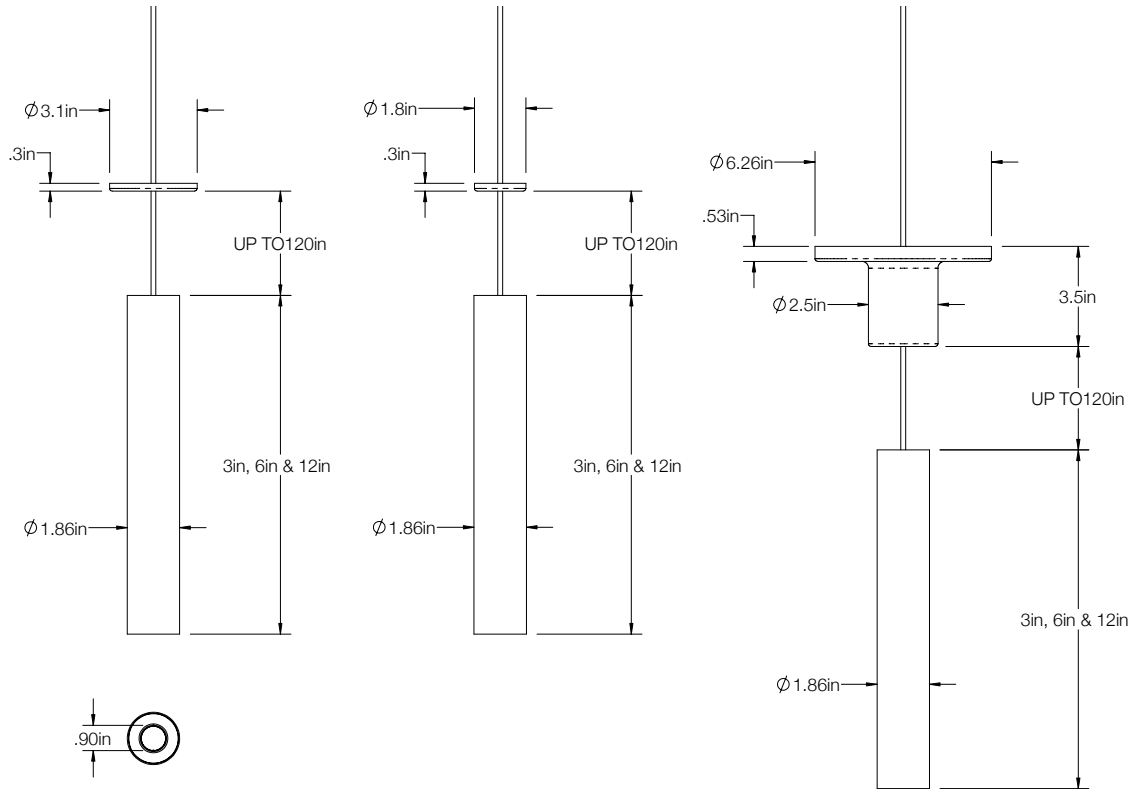 Ø3.1in
.3in
UP TO120in
3in, 6in & 12in
Ø1.86in
.90in
Ø1.8in
.3in
UP TO120in
3in, 6in & 12in
Ø1.86in
Ø6.26in
.53in
Ø2.5in
3.5in
UP TO120in
3in, 6in & 12in
Ø1.86in